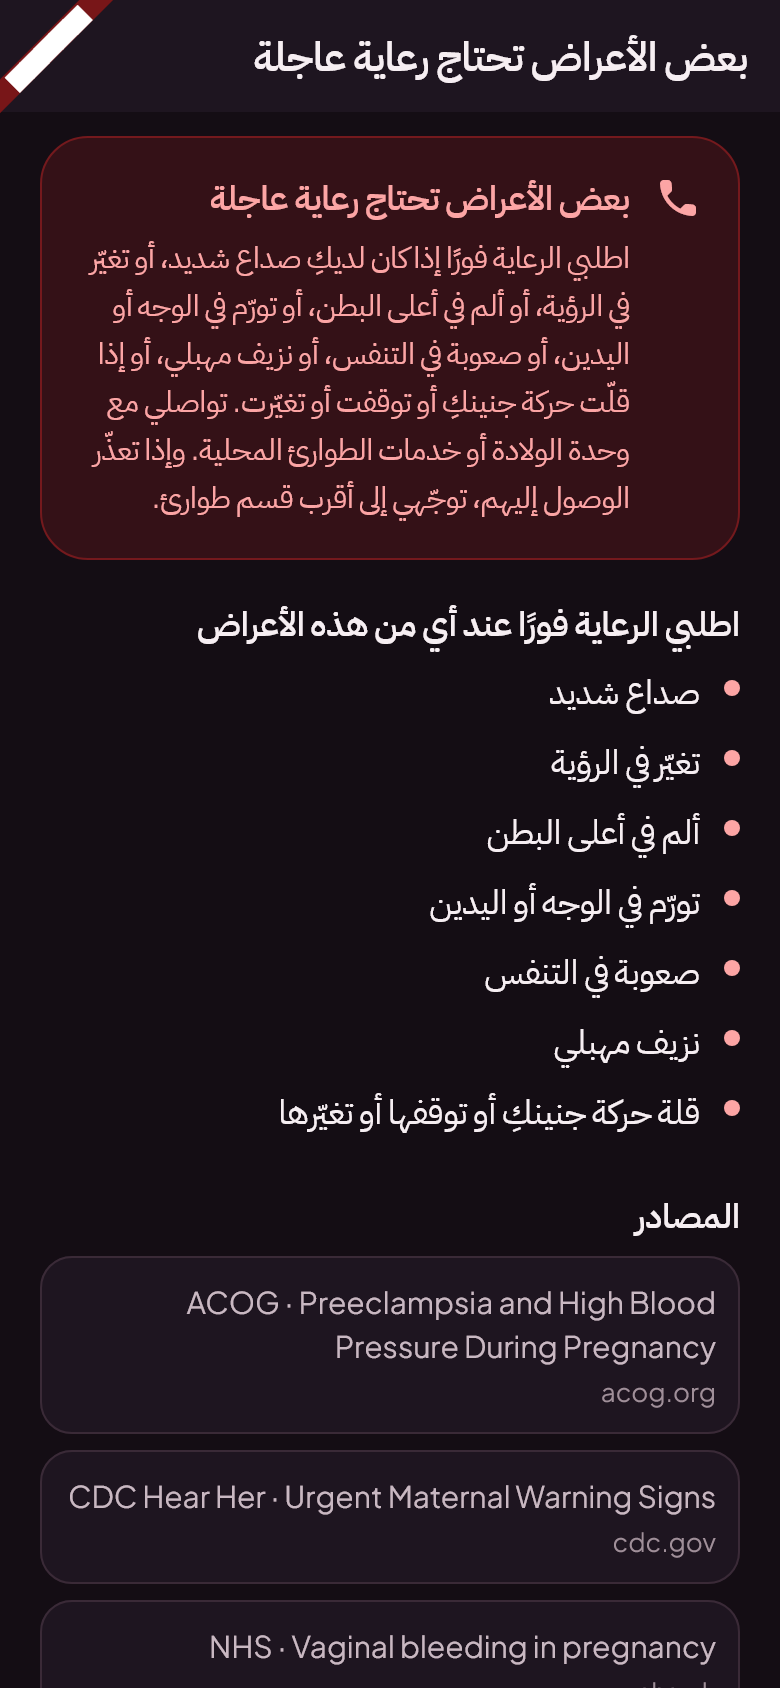 بعض الأعراض تحتاج رعاية عاجلة
بعض الأعراض تحتاج رعاية عاجلة
اطلبي الرعاية فورًا إذا كان لديكِ صداع شديد، أو تغيّر
في الرؤية، أو ألم في أعلى البطن، أو تورّم في الوجه أو
اليدين، أو صعوبة في التنفس، أو نزيف مهبلي، أو إذا
قلّت حركة جنينكِ أو توقفت أو تغيّرت. تواصلي مع
وحدة الولادة أو خدمات الطوارئ المحلية. وإذا تعذّر
الوصول إليهم، توجّهي إلى أقرب قسم طوارئ.
اطلبي الرعاية فورًا عند أي من هذه الأعراض
صداع شديد
تغيّر في الرؤية
ألم في أعلى البطن
تورّم في الوجه أو اليدين
صعوبة في التنفس
نزيف مهبلي
قلة حركة جنينكِ أو توقفها أو تغيّرها
المصادر
ACOG · Preeclampsia and High Blood
Pressure During Pregnancy
acog.org
CDC Hear Her · Urgent Maternal Warning Signs
cdc.gov
NHS · Vaginal bleeding in pregnancy